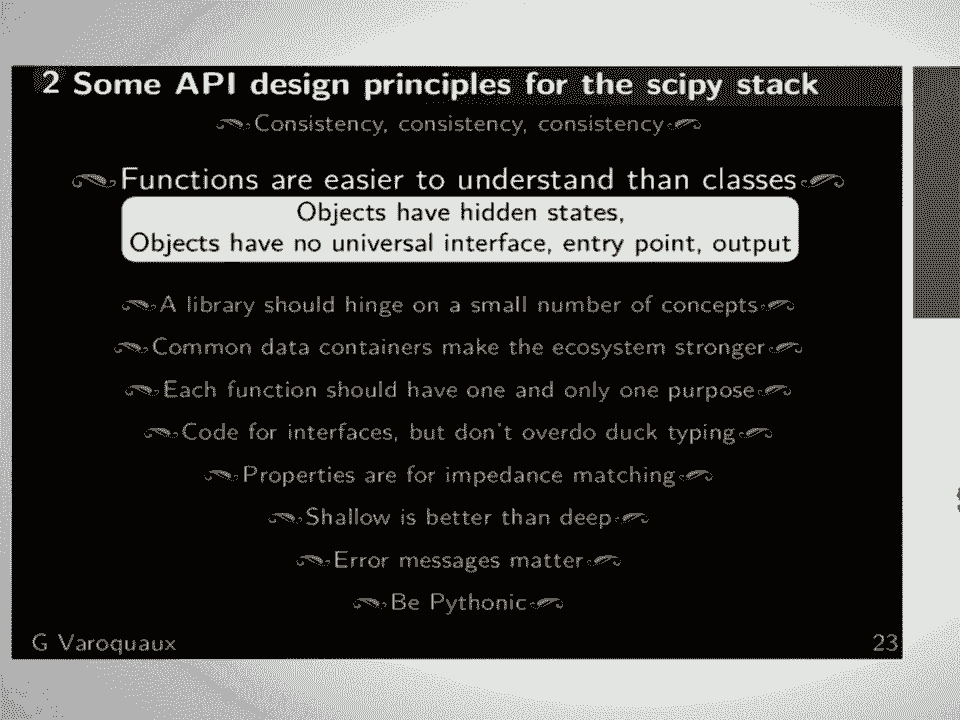 2 Some API design principles for the scipy stack
Consistency, consistency, consistency
Functions are easier to understand than classes
Objects have hidden states,
Objects have no universal interface, entry point, output
A library should hinge on a small number of concepts
Common data containers make the ecosystem stronger
Each function should have one and only one purpose
Code for interfaces, but don't overdo duck typing
Properties are for impedance matching
Shallow is better than deep
Error messages matter
Be Pythonic
G Varoquaux
23